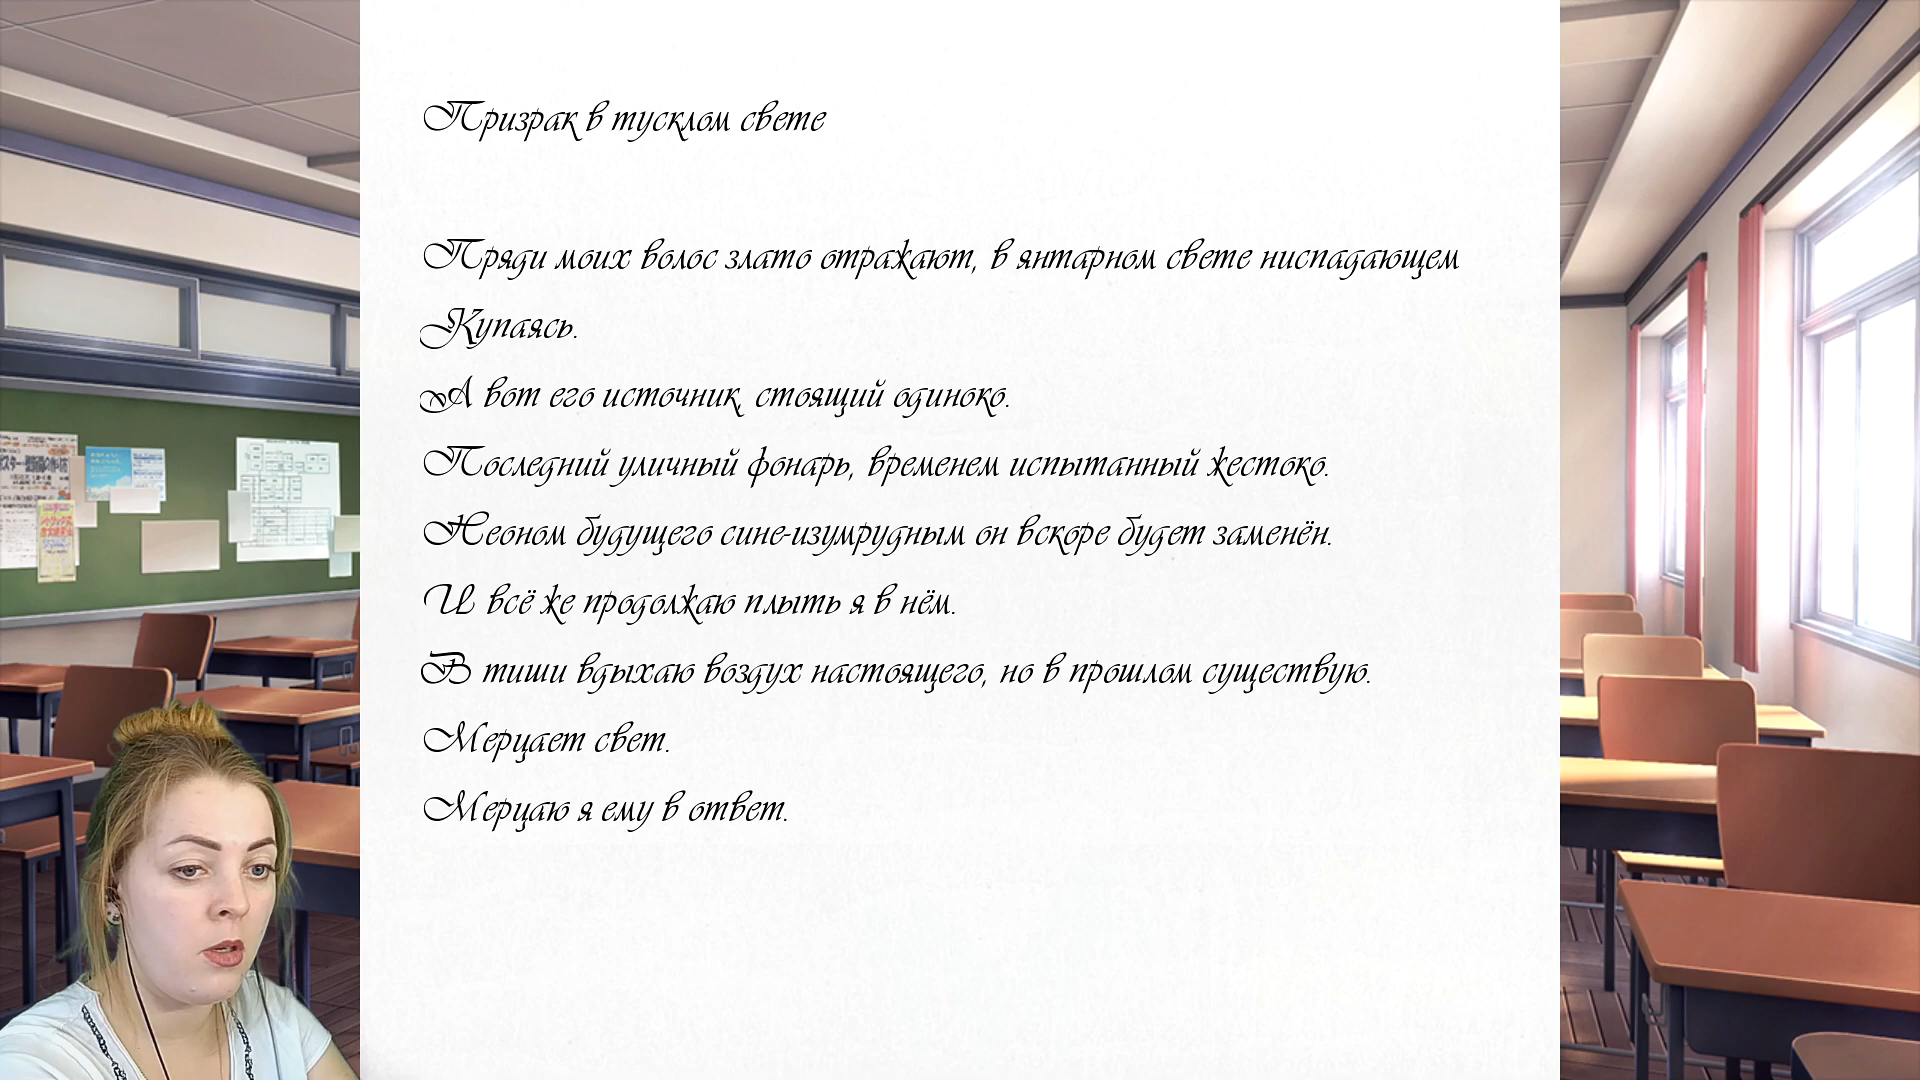 Призрак в тусклом свете
Пряди моих волос злато отражают, в янтарном свете ниспадающем
Купаясь.
А вот его источник, стоящий одиноко.
Последний уличный фонарь, временем испытанный жестоко.
Неоном будущего сине-изумрудным он вскоре будет заменён.
И всё же продолжаю плыть я в нём.
В тиши вдыхаю воздух настоящего, но в прошлом существую.
Мерцает свет.
Мерцаю я ему в ответ.